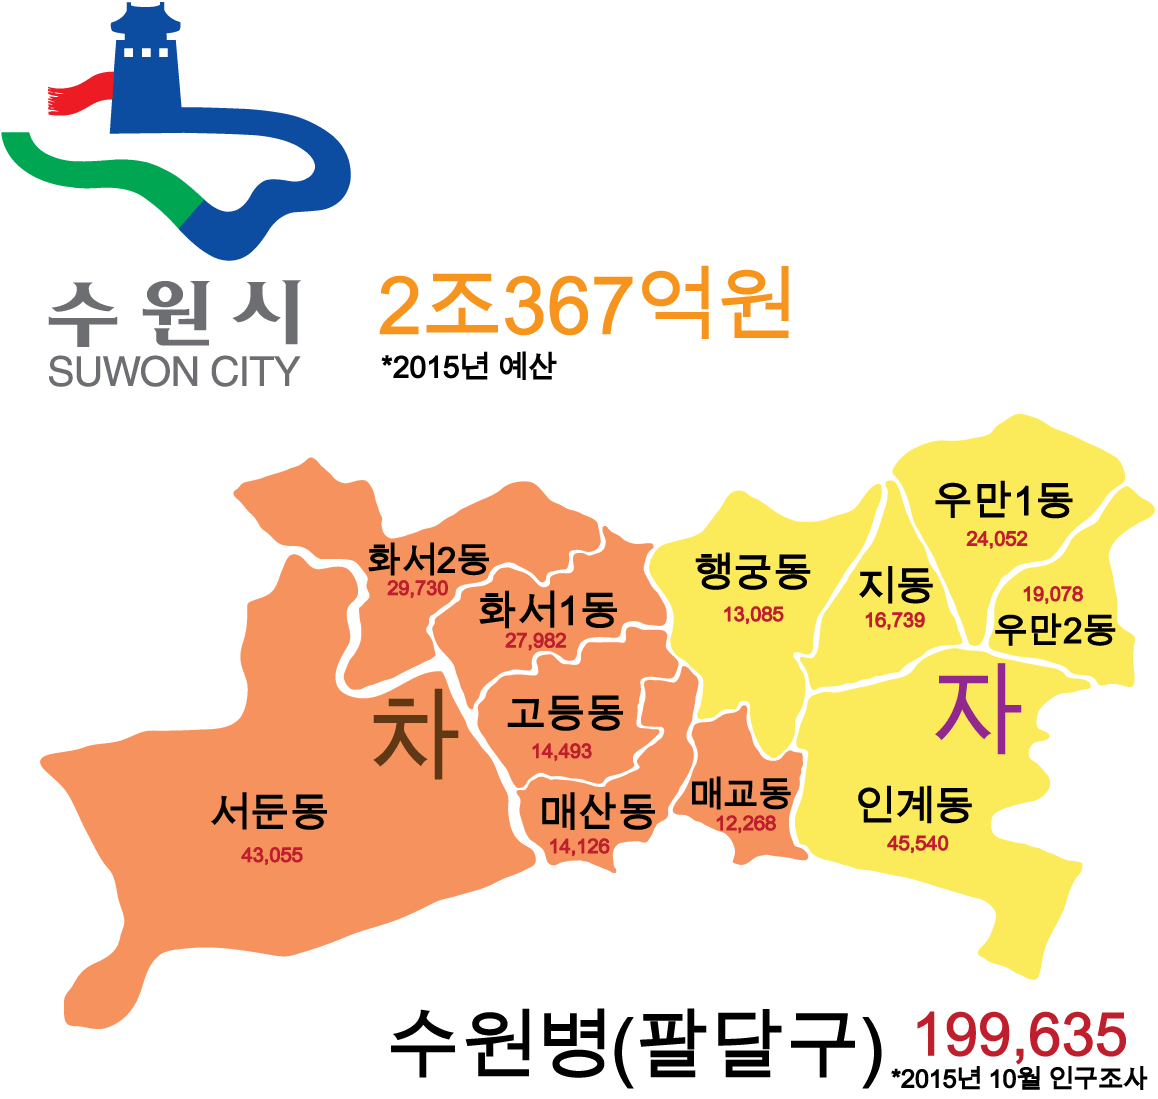 수원시
SUWON CITY
2조367억원
*2015년 예산
우만1동
24,052
화서2동
29,730
행궁동
13,085
지동
16,739
19,078
우만2동
화서1동
27,982
차
고등동
14,493
자
서둔동
43,055
매산동
14,126
매교동
12,268
인계동
45,540
수원병(팔달구) 199,635
*2015년 10월 인구조사